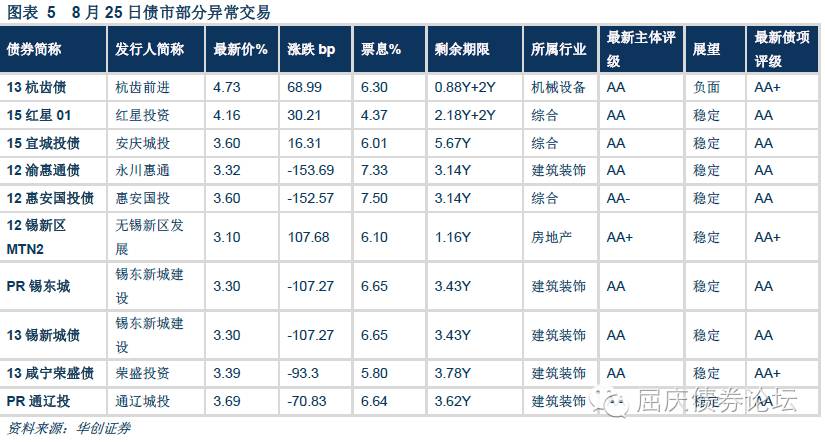 图表 5 8 月 25 日债市部分异常交易
债券简称 发行人简称 最新价% 涨跌 bp 票息% 剩余期限 所属行业 最新主体评级 展望 最新债项评级
13 杭齿债 杭齿前进 4.73 68.99 6.30 0.88Y+2Y 机械设备 AA 负面 AA+
15 红星 01 红星投资 4.16 30.21 4.37 2.18Y+2Y 综合 AA 稳定 AA
15 宜城投债 安庆城投 3.60 16.31 6.01 5.67Y 综合 AA 稳定 AA
12 渝惠通债 永川惠通 3.32 -153.69 7.33 3.14Y 建筑装饰 AA 稳定 AA
12 惠安国投债 惠安国投 3.60 -152.57 7.50 3.14Y 综合 AA- 稳定 AA
12 锡新区 MTN2 无锡新区发展 3.10 107.68 6.10 1.16Y 房地产 AA+ 稳定 AA+
PR 锡东城 锡东新城建设 3.30 -107.27 6.65 3.43Y 建筑装饰 AA 稳定 AA
13 锡新城债 锡东新城建设 3.30 -107.27 6.65 3.43Y 建筑装饰 AA 稳定 AA
13 咸宁荣盛债 荣盛投资 3.39 -93.3 5.80 3.78Y 建筑装饰 AA 稳定 AA+
PR 通辽投 通辽城投 3.69 -70.83 6.64 3.62Y 建筑装饰 稳定 AA
资料来源：华创证券
屈庆债券论坛